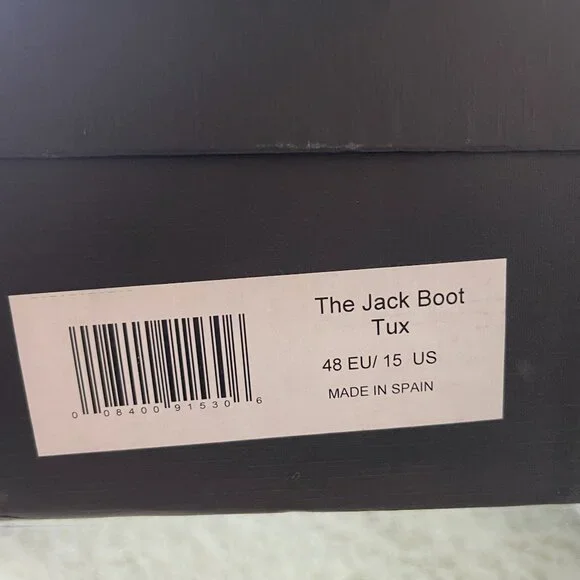 The Jack Boot
Tux
48 EU/ 15 US
MADE IN SPAIN
0 08400 91530 6